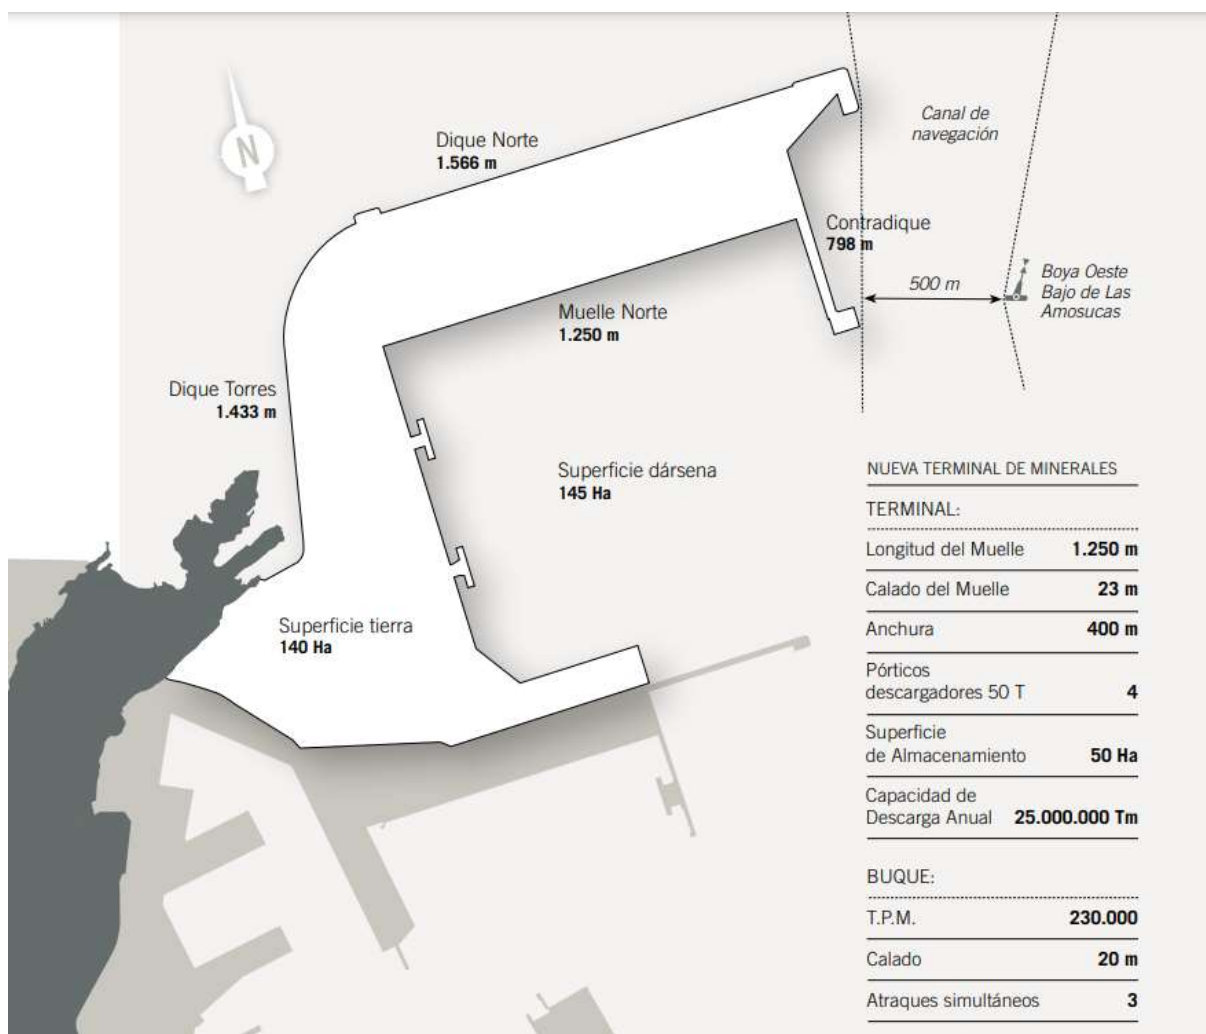 N
Dique Norte
1.566 m
Canal de
navegación
Contradique
798 m
500 m
Boya Oeste
Bajo de Las
Amosucas
Muelle Norte
1.250 m
Dique Torres
1.433 m
Superficie dársena
145 Ha
Superficie tierra
140 Ha
NUEVA TERMINAL DE MINERALES
TERMINAL:
Longitud del Muelle 1.250 m
Calado del Muelle 23 m
Anchura 400 m
Pórticos
descargadores 50 T 4
Superficie
de Almacenamiento 50 Ha
Capacidad de
Descarga Anual 25.000.000 Tm
BUQUE:
T.P.M. 230.000
Calado 20 m
Atraques simultáneos 3